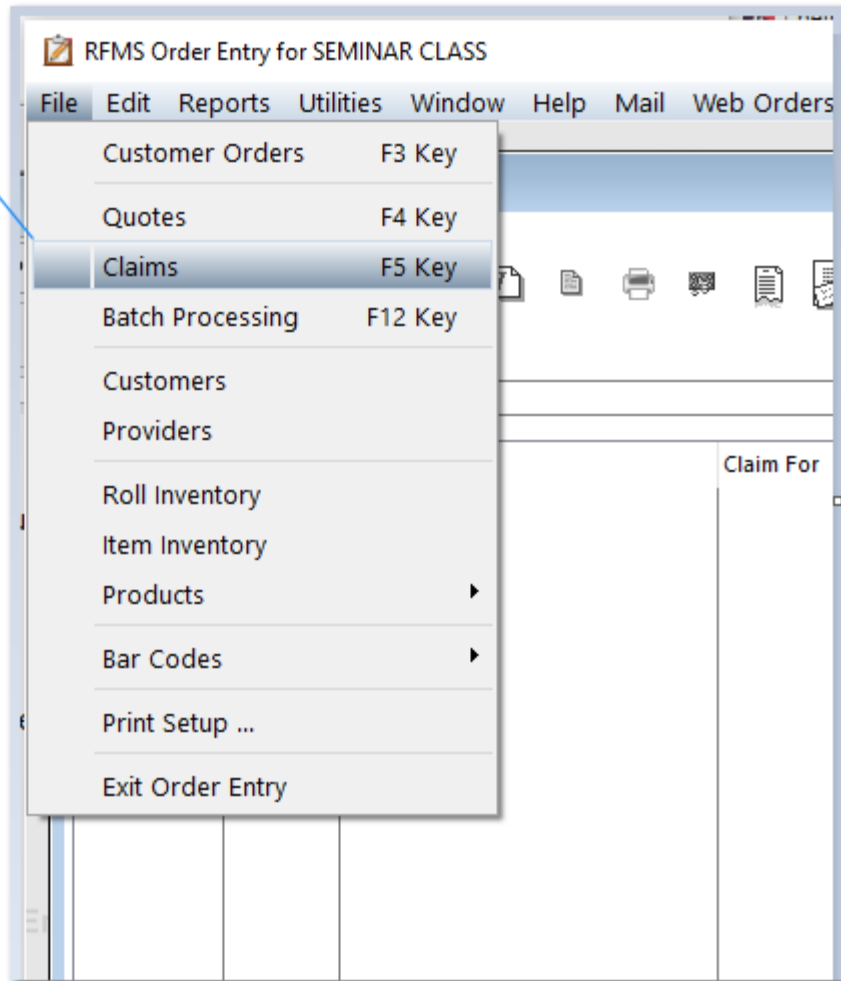 RFMS Order Entry for SEMINAR CLASS
File Edit Reports Utilities Window Help Mail Web Orders
Customer Orders F3 Key
Quotes F4 Key
Claims F5 Key
Batch Processing F12 Key
Customers
Providers
Claim For
Roll Inventory
Item Inventory
Products
Bar Codes
Print Setup ...
Exit Order Entry